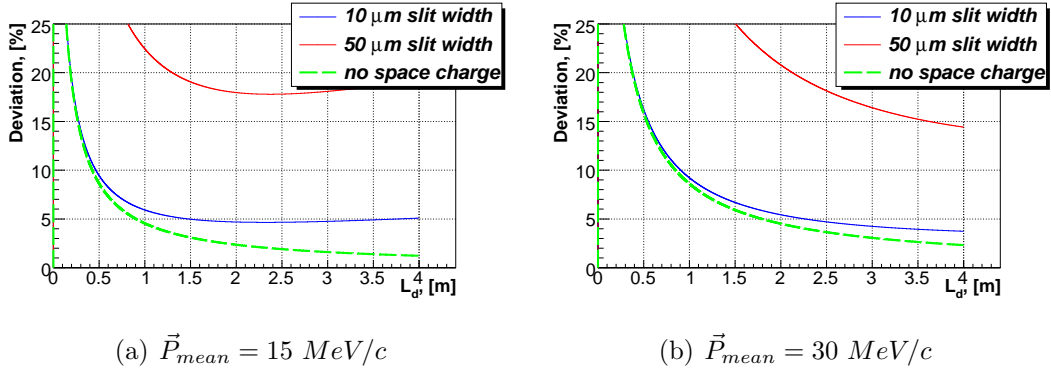 Deviation, [%]
25
20
15
10
5
0
10 μm slit width
50 μm slit width
no space charge
0 0.5 1 1.5 2 2.5 3 3.5 4
L_d, [m]
(a) P⃗_mean = 15 MeV/c
Deviation, [%]
25
20
15
10
5
0
10 μm slit width
50 μm slit width
no space charge
0 0.5 1 1.5 2 2.5 3 3.5 4
L_d, [m]
(b) P⃗_mean = 30 MeV/c